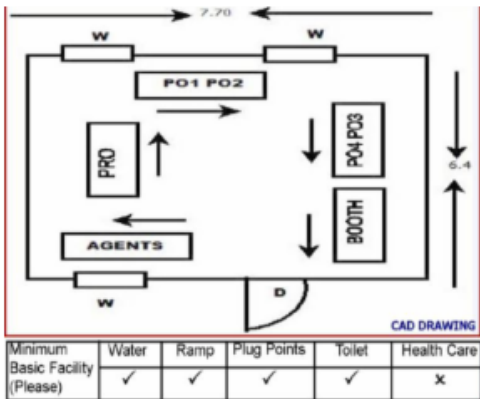 7.70
W
W
PO1 PO2
PRO
PO4 PO3
6.4
BOOTH
AGENTS
W
D
CAD DRAWING
Minimum Basic Facility (Please) Water Ramp Plug Points Toilet Health Care
✓ ✓ ✓ ✓ x